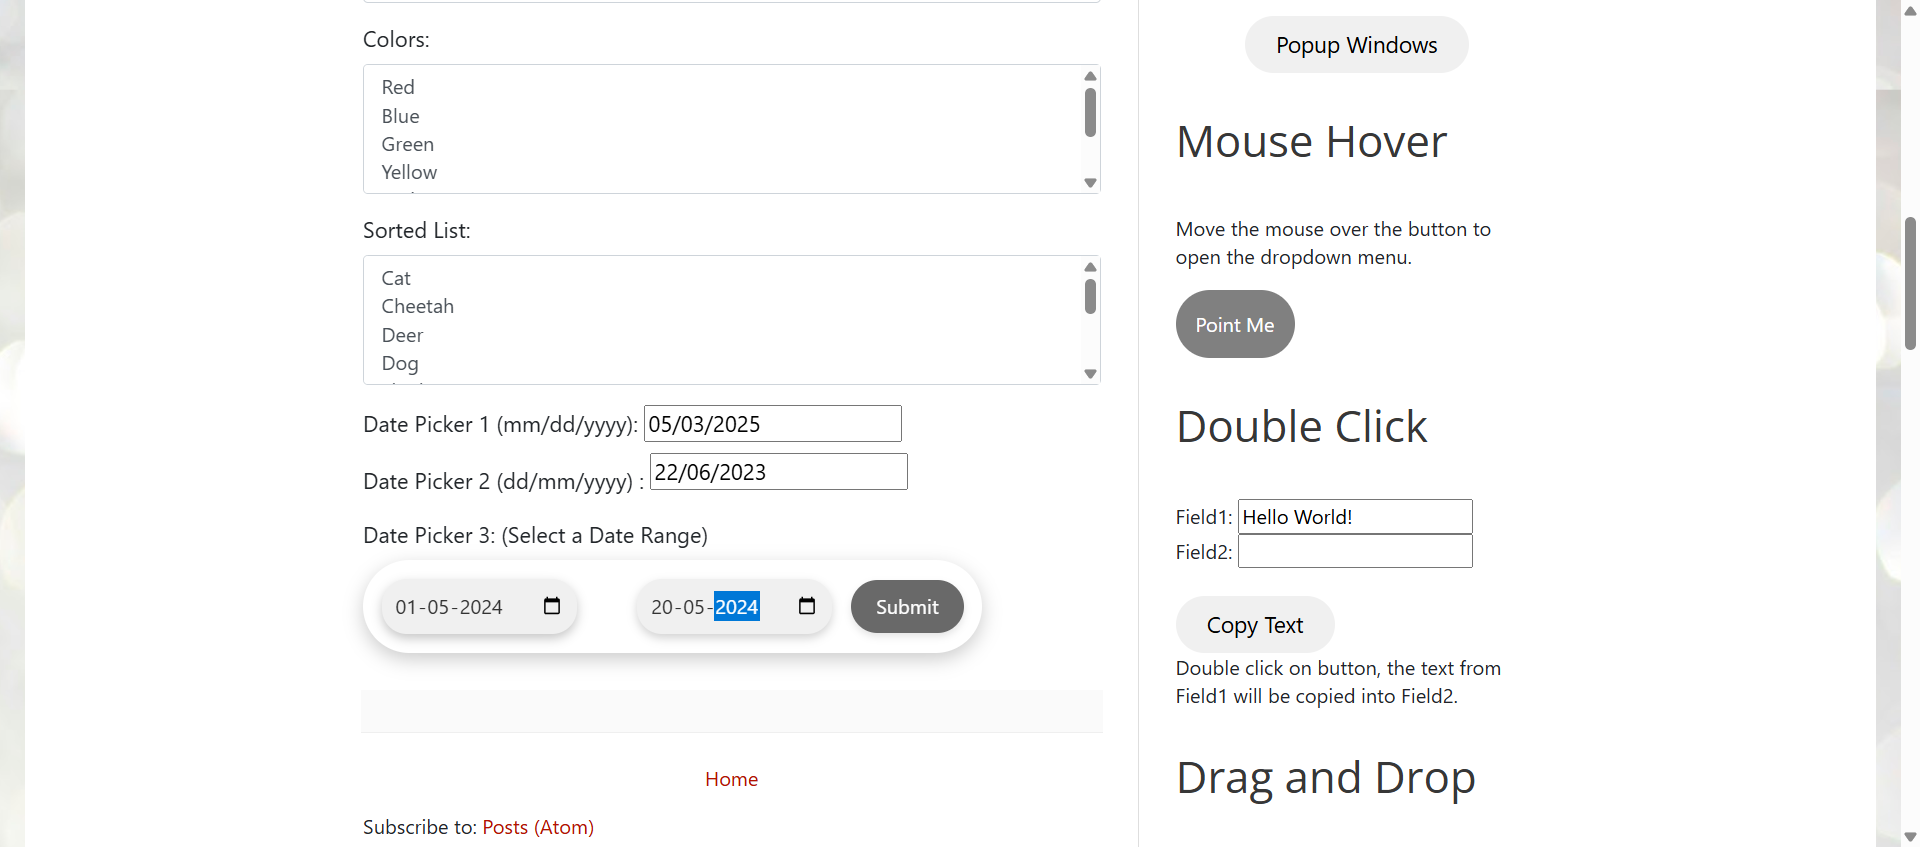 Colors:
Red
Blue
Green
Yellow
Sorted List:
Cat
Cheetah
Deer
Dog
Date Picker 1 (mm/dd/yyyy): 05/03/2025
Date Picker 2 (dd/mm/yyyy) : 22/06/2023
Date Picker 3: (Select a Date Range)
01-05-2024 20-05-2024 Submit
Home
Subscribe to: Posts (Atom)
Popup Windows
Mouse Hover
Move the mouse over the button to
open the dropdown menu.
Point Me
Double Click
Field1: Hello World!
Field2:
Copy Text
Double click on button, the text from
Field1 will be copied into Field2.
Drag and Drop